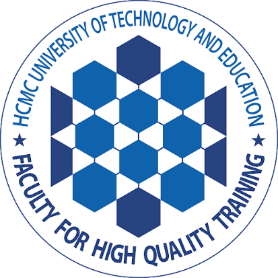 HCMC UNIVERSITY OF TECHNOLOGY AND EDUCATION
FACULTY FOR HIGH QUALITY TRAINING